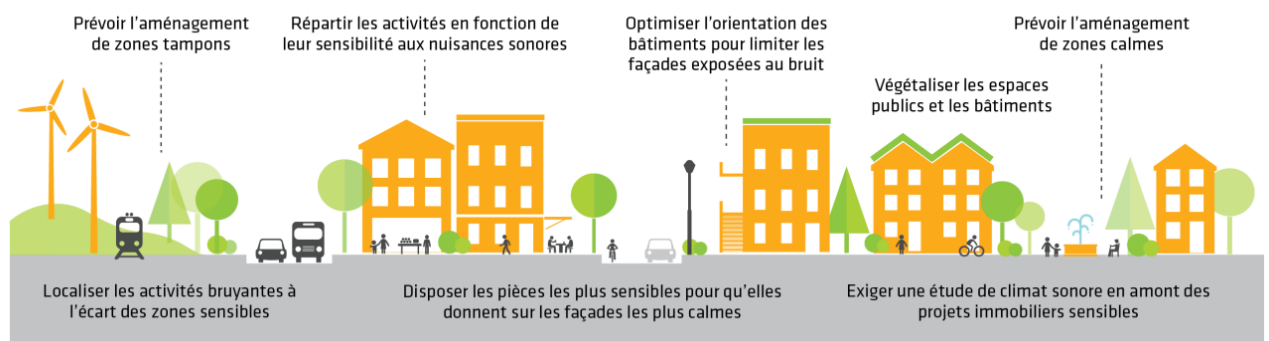 Prévoir l’aménagement
de zones tampons
Répartir les activités en fonction de
leur sensibilité aux nuisances sonores
Optimiser l’orientation des
bâtiments pour limiter les
façades exposées au bruit
Végétaliser les espaces
publics et les bâtiments
Prévoir l’aménagement
de zones calmes
Localiser les activités bruyantes à
l’écart des zones sensibles
Disposer les pièces les plus sensibles pour qu’elles
donnent sur les façades les plus calmes
Exiger une étude de climat sonore en amont des
projets immobiliers sensibles